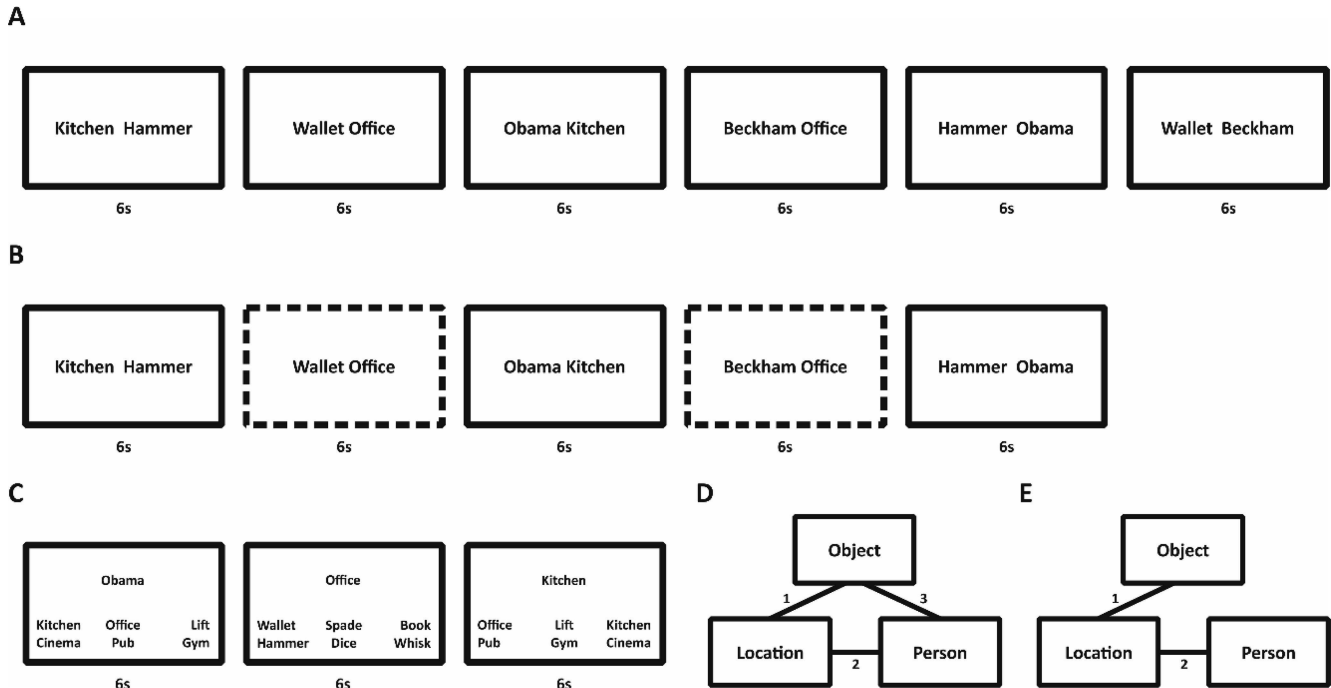 A
Kitchen Hammer
Wallet Office
Obama Kitchen
Beckham Office
Hammer Obama
Wallet Beckham
6s
6s
6s
6s
6s
6s
B
Kitchen Hammer
Wallet Office
Obama Kitchen
Beckham Office
Hammer Obama
6s
6s
6s
6s
6s
C
Obama
Kitchen Office Lift
Cinema Pub Gym
6s
Office
Wallet Spade Book
Hammer Dice Whisk
6s
Kitchen
Office Lift Kitchen
Pub Gym Cinema
6s
D
Object
1 3
Location 2 Person
E
Object
1
Location 2 Person